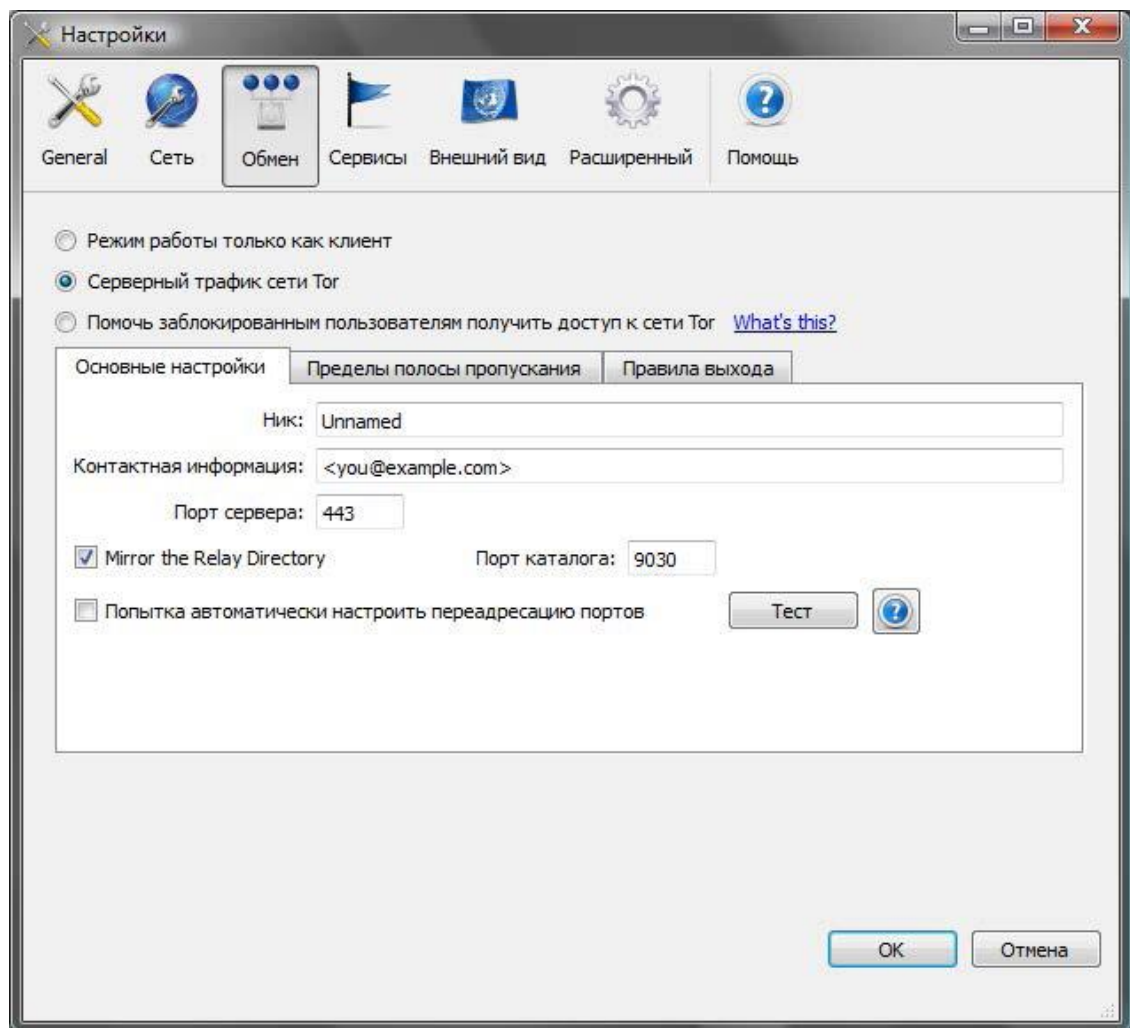 Настройки
General Сеть Обмен Сервисы Внешний вид Расширенный Помощь
Режим работы только как клиент
Серверный трафик сети Tor
Помочь заблокированным пользователям получить доступ к сети Tor What's this?
Основные настройки Пределы полосы пропускания Правила выхода
Ник: Unnamed
Контактная информация: <you@example.com>
Порт сервера: 443
Mirror the Relay Directory Порт каталога: 9030
Попытка автоматически настроить переадресацию портов Тест
OK Отмена